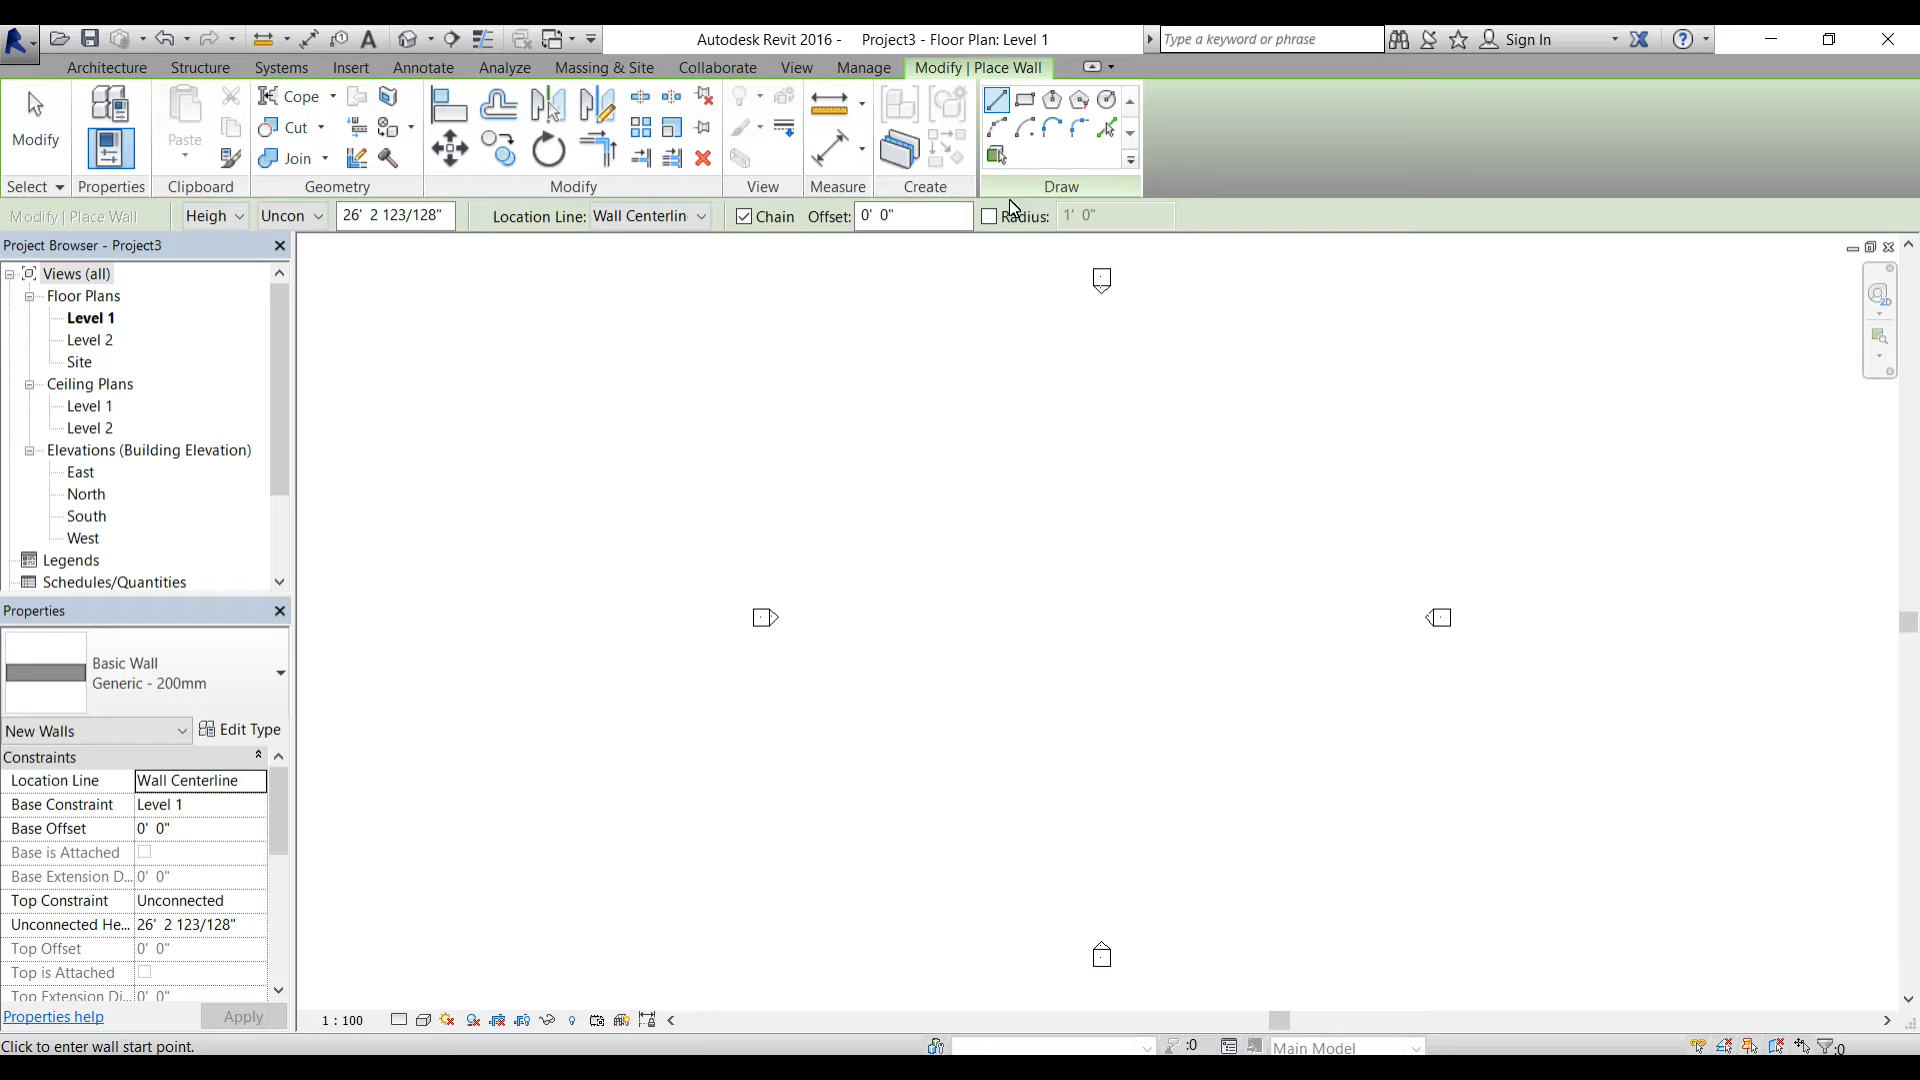 Autodesk Revit 2016 - Project3 - Floor Plan: Level 1
Type a keyword or phrase
Sign In
Architecture Structure Systems Insert Annotate Analyze Massing & Site Collaborate View Manage Modify | Place Wall
Modify
Paste
Cope
Cut
Join
Select Properties Clipboard Geometry Modify View Measure Create Draw
Modify | Place Wall
Heigh
Uncon
26' 2 123/128"
Location Line: Wall Centerlin
Chain
Offset: 0' 0"
Radius: 1' 0"
Project Browser - Project3
Views (all)
Floor Plans
Level 1
Level 2
Site
Ceiling Plans
Level 1
Level 2
Elevations (Building Elevation)
East
North
South
West
Legends
Schedules/Quantities
Properties
Basic Wall
Generic - 200mm
New Walls
Edit Type
Constraints
Location Line Wall Centerline
Base Constraint Level 1
Base Offset 0' 0"
Base is Attached
Base Extension D... 0' 0"
Top Constraint Unconnected
Unconnected He... 26' 2 123/128"
Top Offset 0' 0"
Top is Attached
Top Extension Di... 0' 0"
Properties help
Apply
1 : 100
2D
Click to enter wall start point.
:0
Main Model
:0